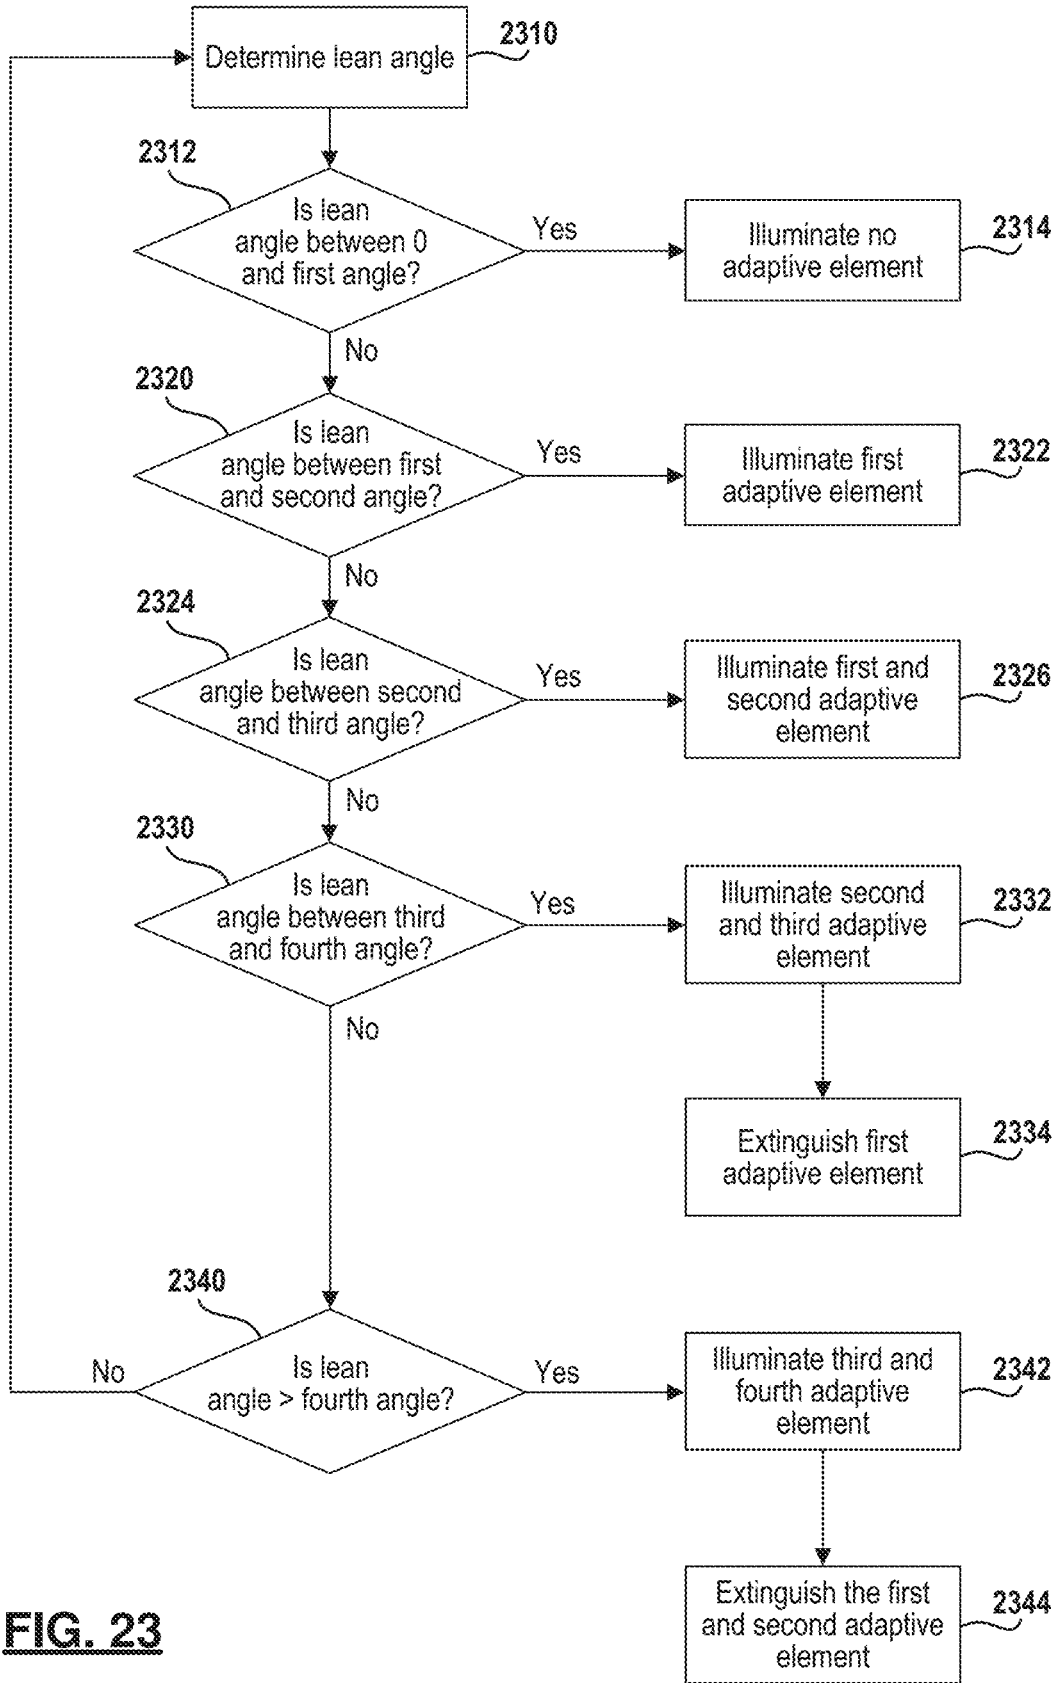 Determine lean angle
2310
2312
Is lean
angle between 0
and first angle?
Yes
Illuminate no
adaptive element
2314
No
2320
Is lean
angle between first
and second angle?
Yes
Illuminate first
adaptive element
2322
No
2324
Is lean
angle between second
and third angle?
Yes
Illuminate first and
second adaptive
element
2326
No
2330
Is lean
angle between third
and fourth angle?
Yes
Illuminate second
and third adaptive
element
2332
No
Extinguish first
adaptive element
2334
2340
No
Is lean
angle > fourth angle?
Yes
Illuminate third and
fourth adaptive
element
2342
Extinguish the first
and second adaptive
element
2344
FIG. 23